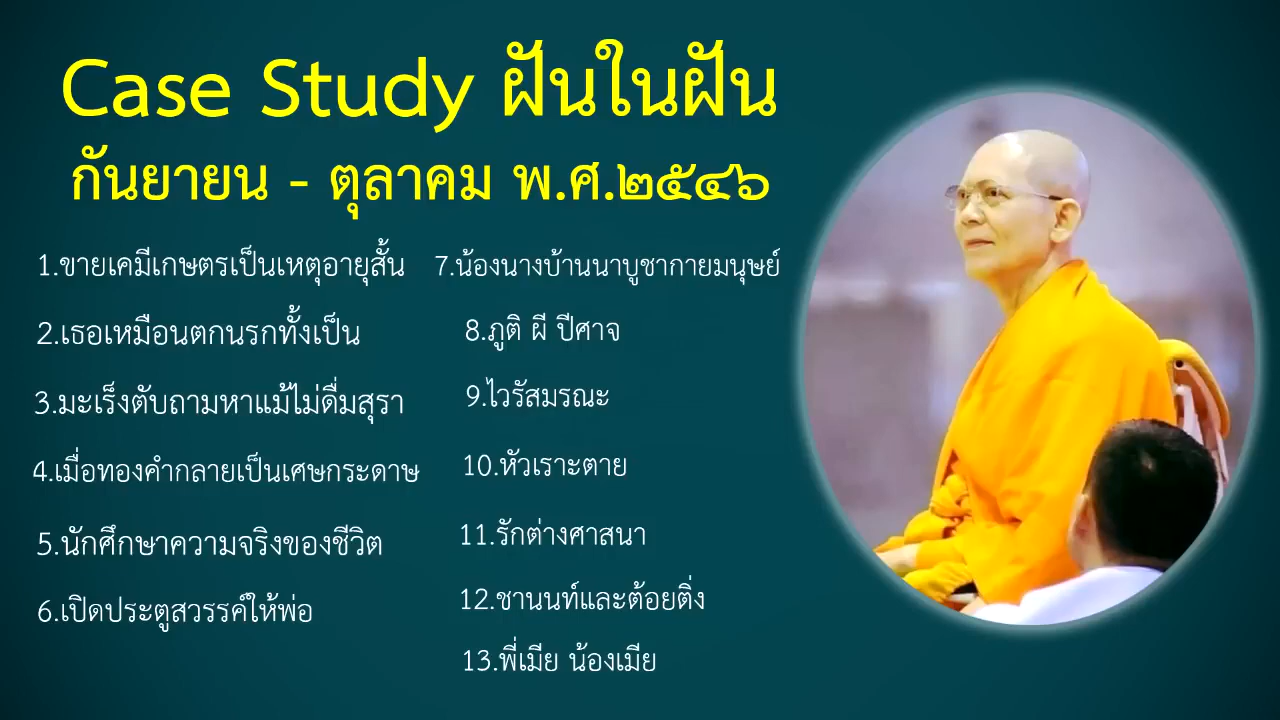 Case Study ฝันในฝัน
กันยายน - ตุลาคม พ.ศ.๒๕๔๖
1.ขายเคมีเกษตรเป็นเหตุอายุสั้น
2.เธอเหมือนตกนรกทั้งเป็น
3.มะเร็งตับถามหาแม้ไม่ดื่มสุรา
4.เมื่อทองคำกลายเป็นเศษกระดาษ
5.นักศึกษาความจริงของชีวิต
6.เปิดประตูสวรรค์ให้พ่อ
7.น้องนางบ้านนาบูชากายมนุษย์
8.ภูติ ผี ปีศาจ
9.ไวรัสมรณะ
10.หัวเราะตาย
11.รักต่างศาสนา
12.ชานนท์และต้อยติ่ง
13.พี่เมีย น้องเมีย